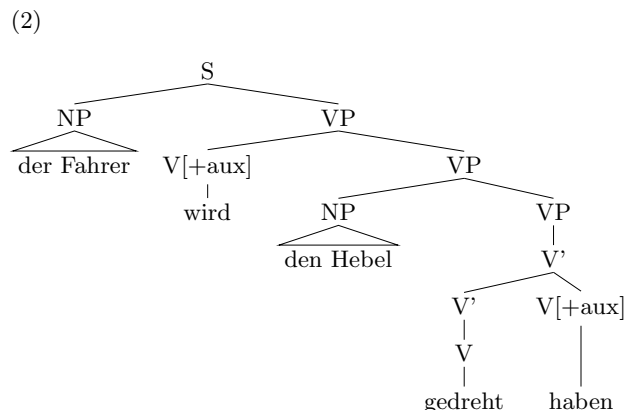 (2)
S
NP VP
der Fahrer V[+aux] VP
wird NP VP
den Hebel V'
V' V[+aux]
V
gedreht haben